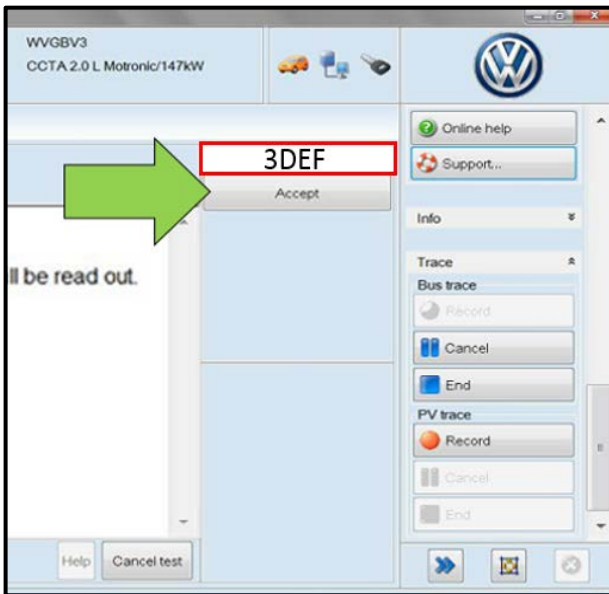 WVGBV3
CCTA 2.0 L Motronic/147kW
Online help
3DEF
Support...
Accept
Info
Trace
ll be read out.
Bus trace
Record
Cancel
End
PV trace
Record
Cancel
End
Help
Cancel test